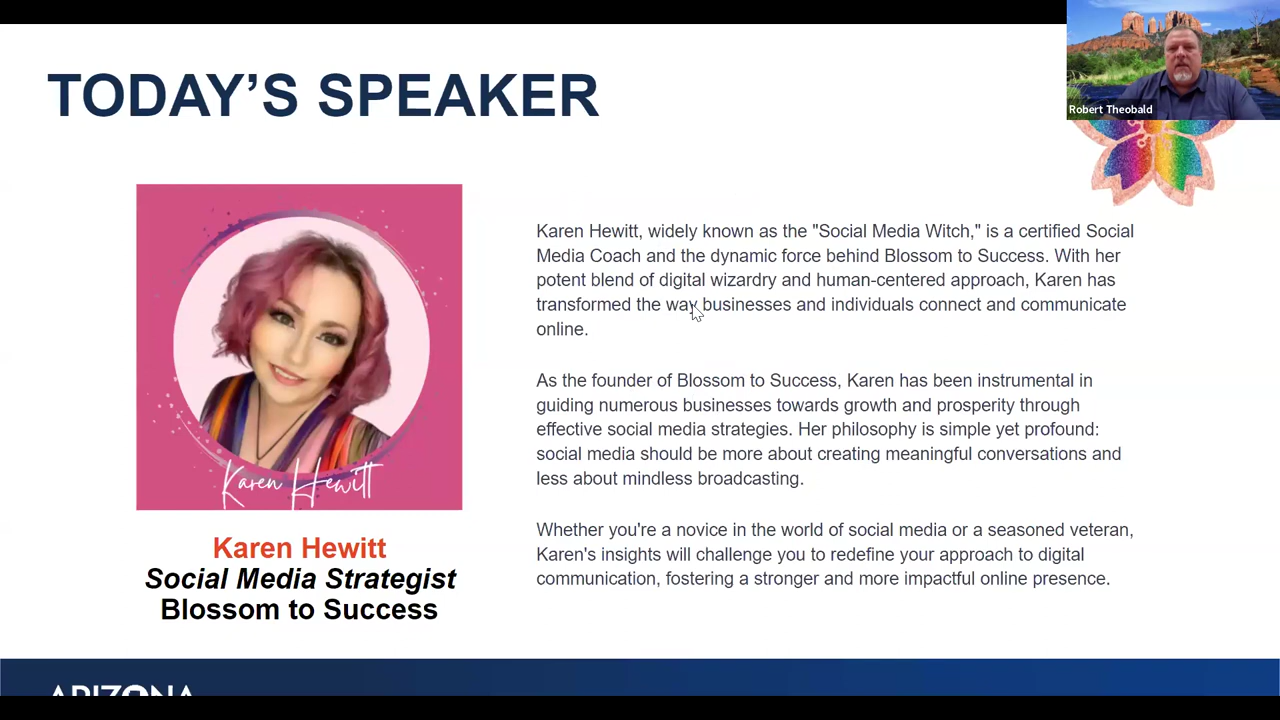 TODAY'S SPEAKER
Robert Theobald
Karen Hewitt
Karen Hewitt
Social Media Strategist
Blossom to Success
Karen Hewitt, widely known as the "Social Media Witch," is a certified Social
Media Coach and the dynamic force behind Blossom to Success. With her
potent blend of digital wizardry and human-centered approach, Karen has
transformed the way businesses and individuals connect and communicate
online.
As the founder of Blossom to Success, Karen has been instrumental in
guiding numerous businesses towards growth and prosperity through
effective social media strategies. Her philosophy is simple yet profound:
social media should be more about creating meaningful conversations and
less about mindless broadcasting.
Whether you're a novice in the world of social media or a seasoned veteran,
Karen's insights will challenge you to redefine your approach to digital
communication, fostering a stronger and more impactful online presence.
ARIZONA